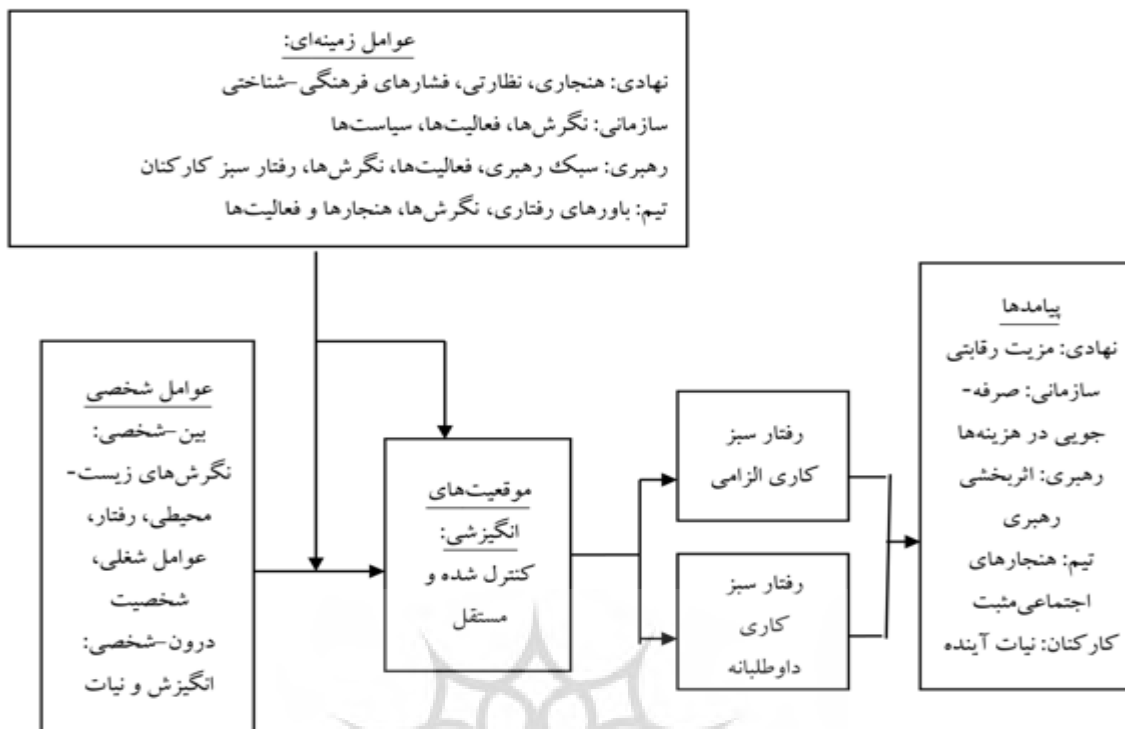 عوامل زمینه‌ای:
نهادی: هنجاری، نظارتی، فشارهای فرهنگی-شناختی
سازمانی: نگرش‌ها، فعالیت‌ها، سیاست‌ها
رهبری: سبک رهبری، فعالیت‌ها، نگرش‌ها، رفتار سبز کارکنان
تیم: باورهای رفتاری، نگرش‌ها، هنجارها و فعالیت‌ها
عوامل شخصی
بین-شخصی:
نگرش‌های زیست-
محیطی، رفتار،
عوامل شغلی،
شخصیت
درون-شخصی:
انگیزش و نیات
موقعیت‌های
انگیزشی:
کنترل شده و
مستقل
رفتار سبز
کاری الزامی
رفتار سبز
کاری
داوطلبانه
پیامدها
نهادی: مزیت رقابتی
سازمانی: صرفه-
جویی در هزینه‌ها
رهبری: اثربخشی
رهبری
تیم: هنجارهای
اجتماعی مثبت
کارکنان: نیات آینده